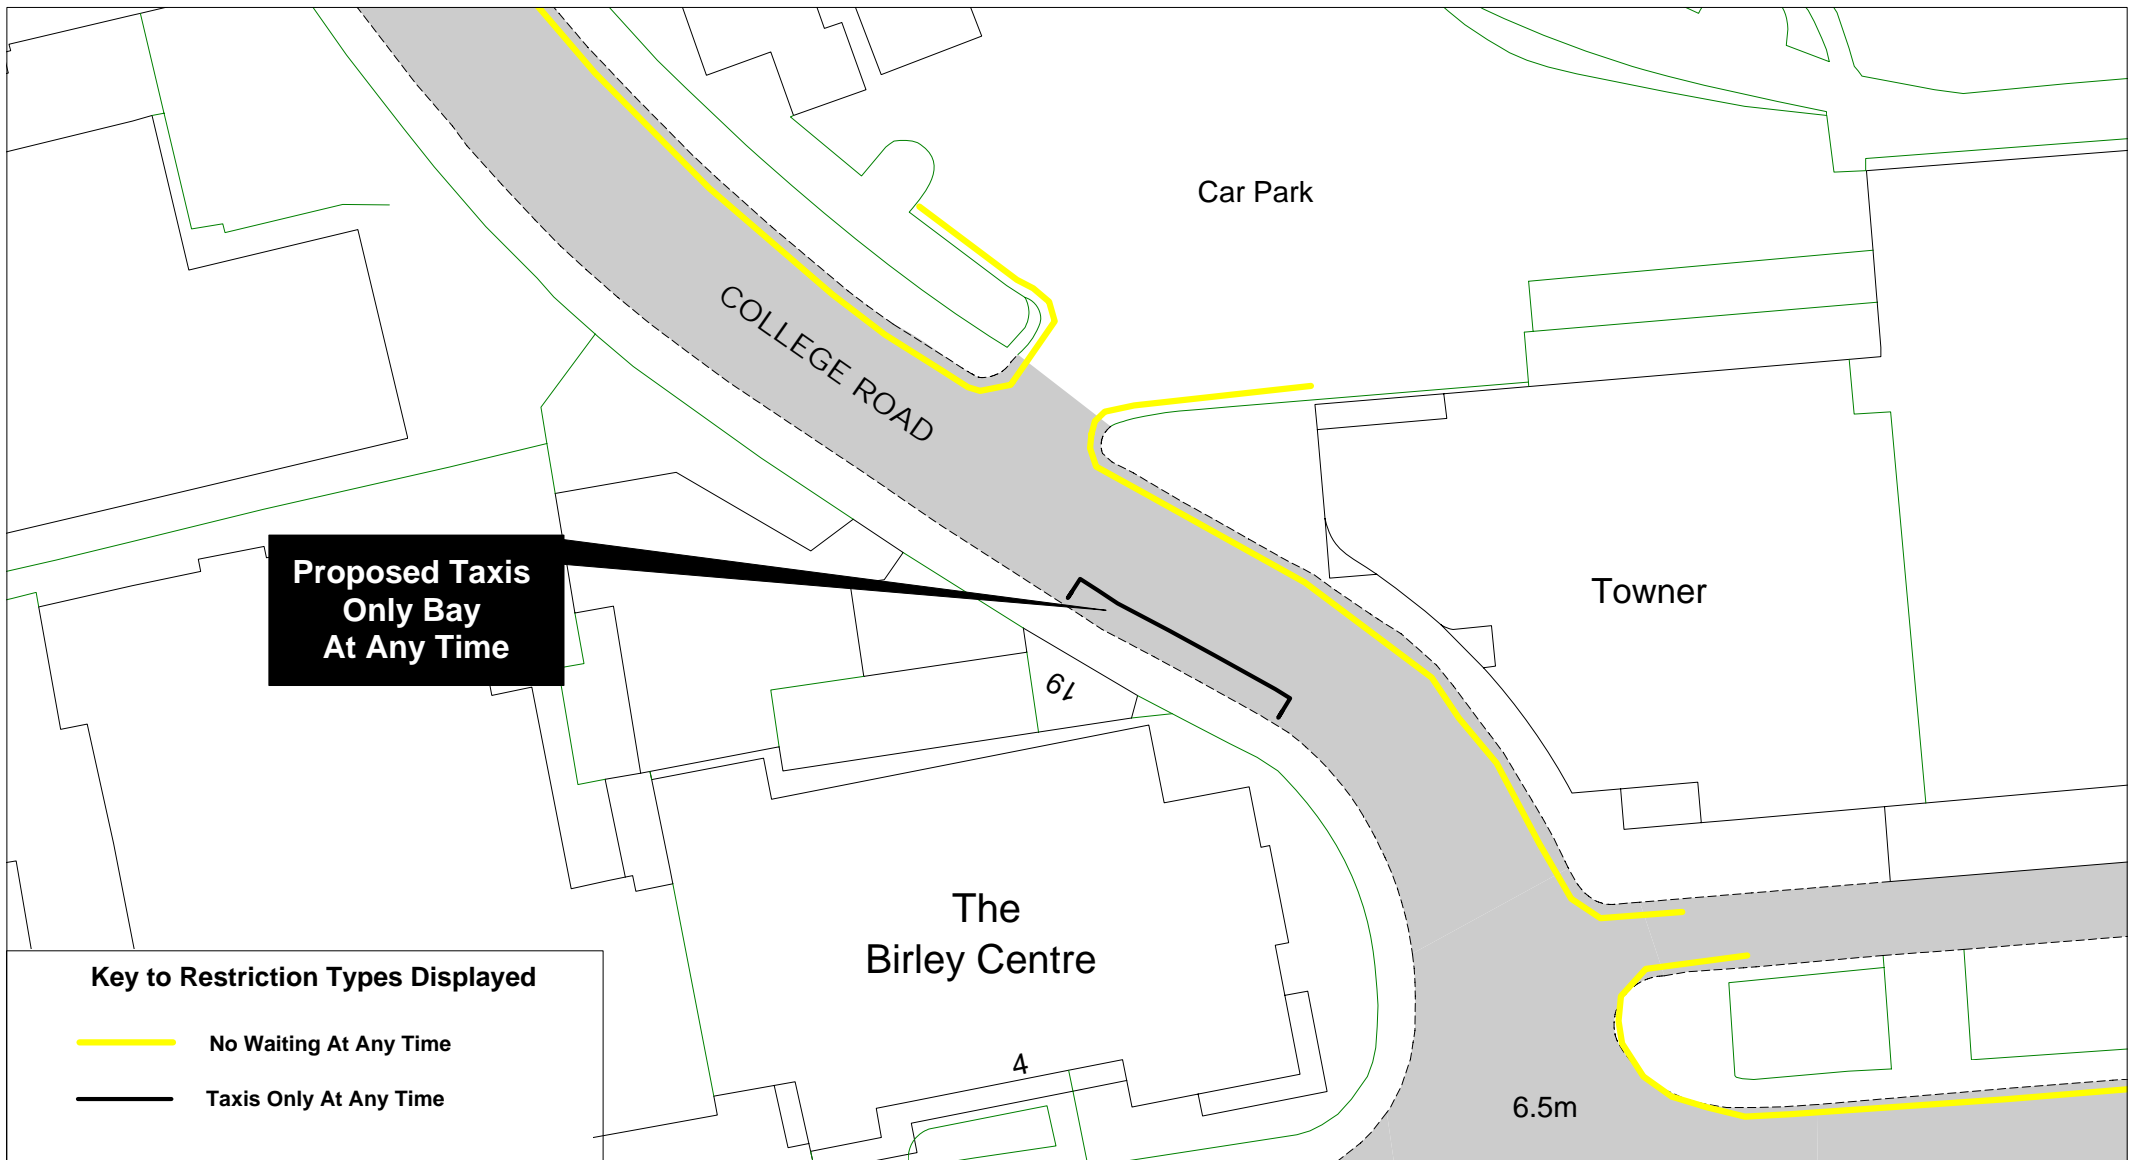 Car Park
COLLEGE ROAD
Proposed Taxis
Only Bay
At Any Time
Towner
19
The
Birley Centre
4
6.5m
Key to Restriction Types Displayed
No Waiting At Any Time
Taxis Only At Any Time